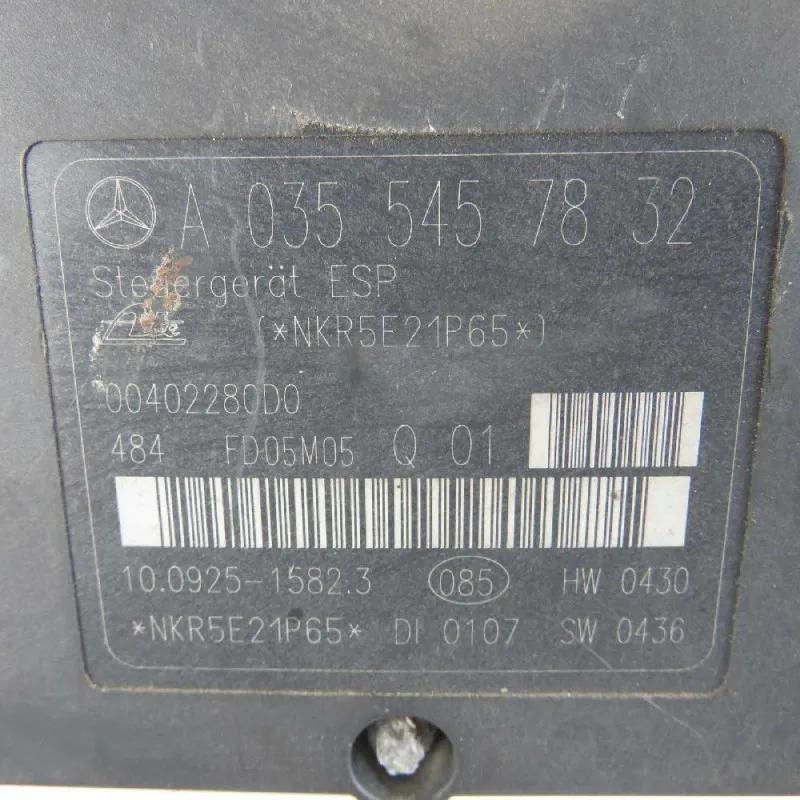 A 035 545 78 32
Steuergerät ESP
Ate (*NKR5E21P65*)
00402280D0
484 FD05M05 Q 01
10.0925-1582.3 085 HW 0430
*NKR5E21P65* DI 0107 SW 0436